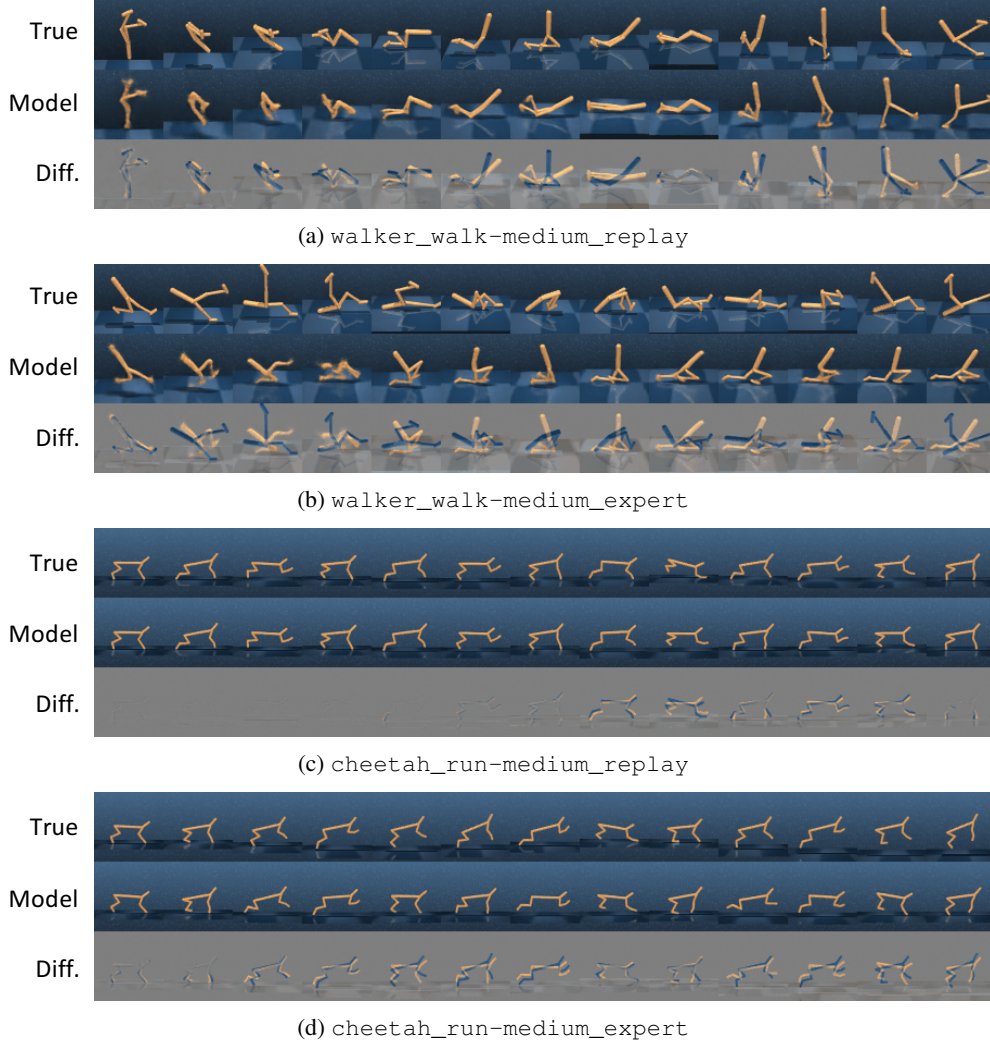 True
Model
Diff.
(a) walker_walk-medium_replay
True
Model
Diff.
(b) walker_walk-medium_expert
True
Model
Diff.
(c) cheetah_run-medium_replay
True
Model
Diff.
(d) cheetah_run-medium_expert